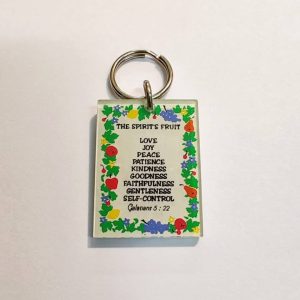 THE SPIRIT'S FRUIT
LOVE
JOY
PEACE
PATIENCE
KINDNESS
GOODNESS
FAITHFULNESS
GENTLENESS
SELF-CONTROL
Galatians 5 : 22